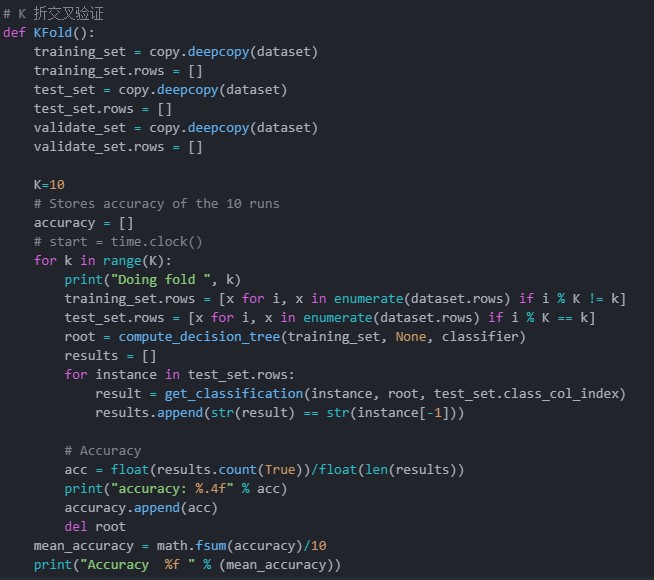 # K 折交叉验证
def KFold():
    training_set = copy.deepcopy(dataset)
    training_set.rows = []
    test_set = copy.deepcopy(dataset)
    test_set.rows = []
    validate_set = copy.deepcopy(dataset)
    validate_set.rows = []

    K=10
    # Stores accuracy of the 10 runs
    accuracy = []
    # start = time.clock()
    for k in range(K):
        print("Doing fold ", k)
        training_set.rows = [x for i, x in enumerate(dataset.rows) if i % K != k]
        test_set.rows = [x for i, x in enumerate(dataset.rows) if i % K == k]
        root = compute_decision_tree(training_set, None, classifier)
        results = []
        for instance in test_set.rows:
            result = get_classification(instance, root, test_set.class_col_index)
            results.append(str(result) == str(instance[-1]))

        # Accuracy
        acc = float(results.count(True))/float(len(results))
        print("accuracy: %.4f" % acc)
        accuracy.append(acc)
        del root
    mean_accuracy = math.fsum(accuracy)/10
    print("Accuracy  %f " % (mean_accuracy))